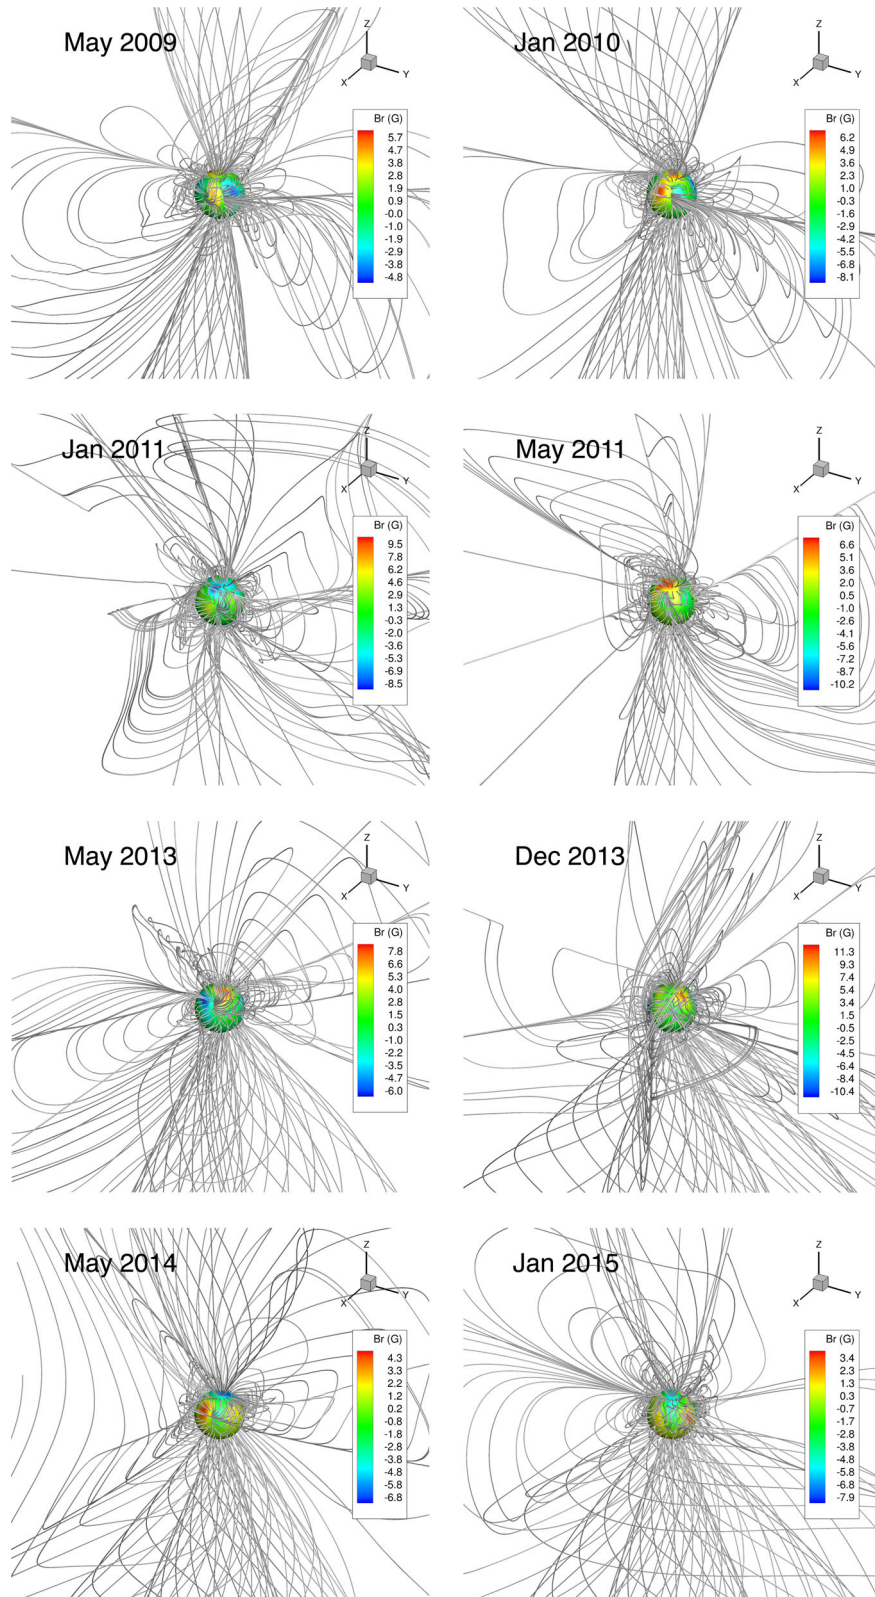 May 2009
Z
X
Y
Br (G)
5.7
4.7
3.8
2.8
1.9
0.9
-0.0
-1.0
-1.9
-2.9
-3.8
-4.8
Jan 2010
Z
X
Y
Br (G)
6.2
4.9
3.6
2.3
1.0
-0.3
-1.6
-2.9
-4.2
-5.5
-6.8
-8.1
Jan 2011
Z
X
Y
Br (G)
9.5
7.8
6.2
4.6
2.9
1.3
-0.3
-2.0
-3.6
-5.3
-6.9
-8.5
May 2011
Z
X
Y
Br (G)
6.6
5.1
3.6
2.0
0.5
-1.0
-2.6
-4.1
-5.6
-7.2
-8.7
-10.2
May 2013
Z
X
Y
Br (G)
7.8
6.6
5.3
4.0
2.8
1.5
0.3
-1.0
-2.2
-3.5
-4.7
-6.0
Dec 2013
Z
X
Y
Br (G)
11.3
9.3
7.4
5.4
3.4
1.5
-0.5
-2.5
-4.5
-6.4
-8.4
-10.4
May 2014
Z
X
Y
Br (G)
4.3
3.3
2.2
1.2
0.2
-0.8
-1.8
-2.8
-3.8
-4.8
-5.8
-6.8
Jan 2015
Z
X
Y
Br (G)
3.4
2.3
1.3
0.3
-0.7
-1.7
-2.8
-3.8
-4.8
-5.8
-6.8
-7.9